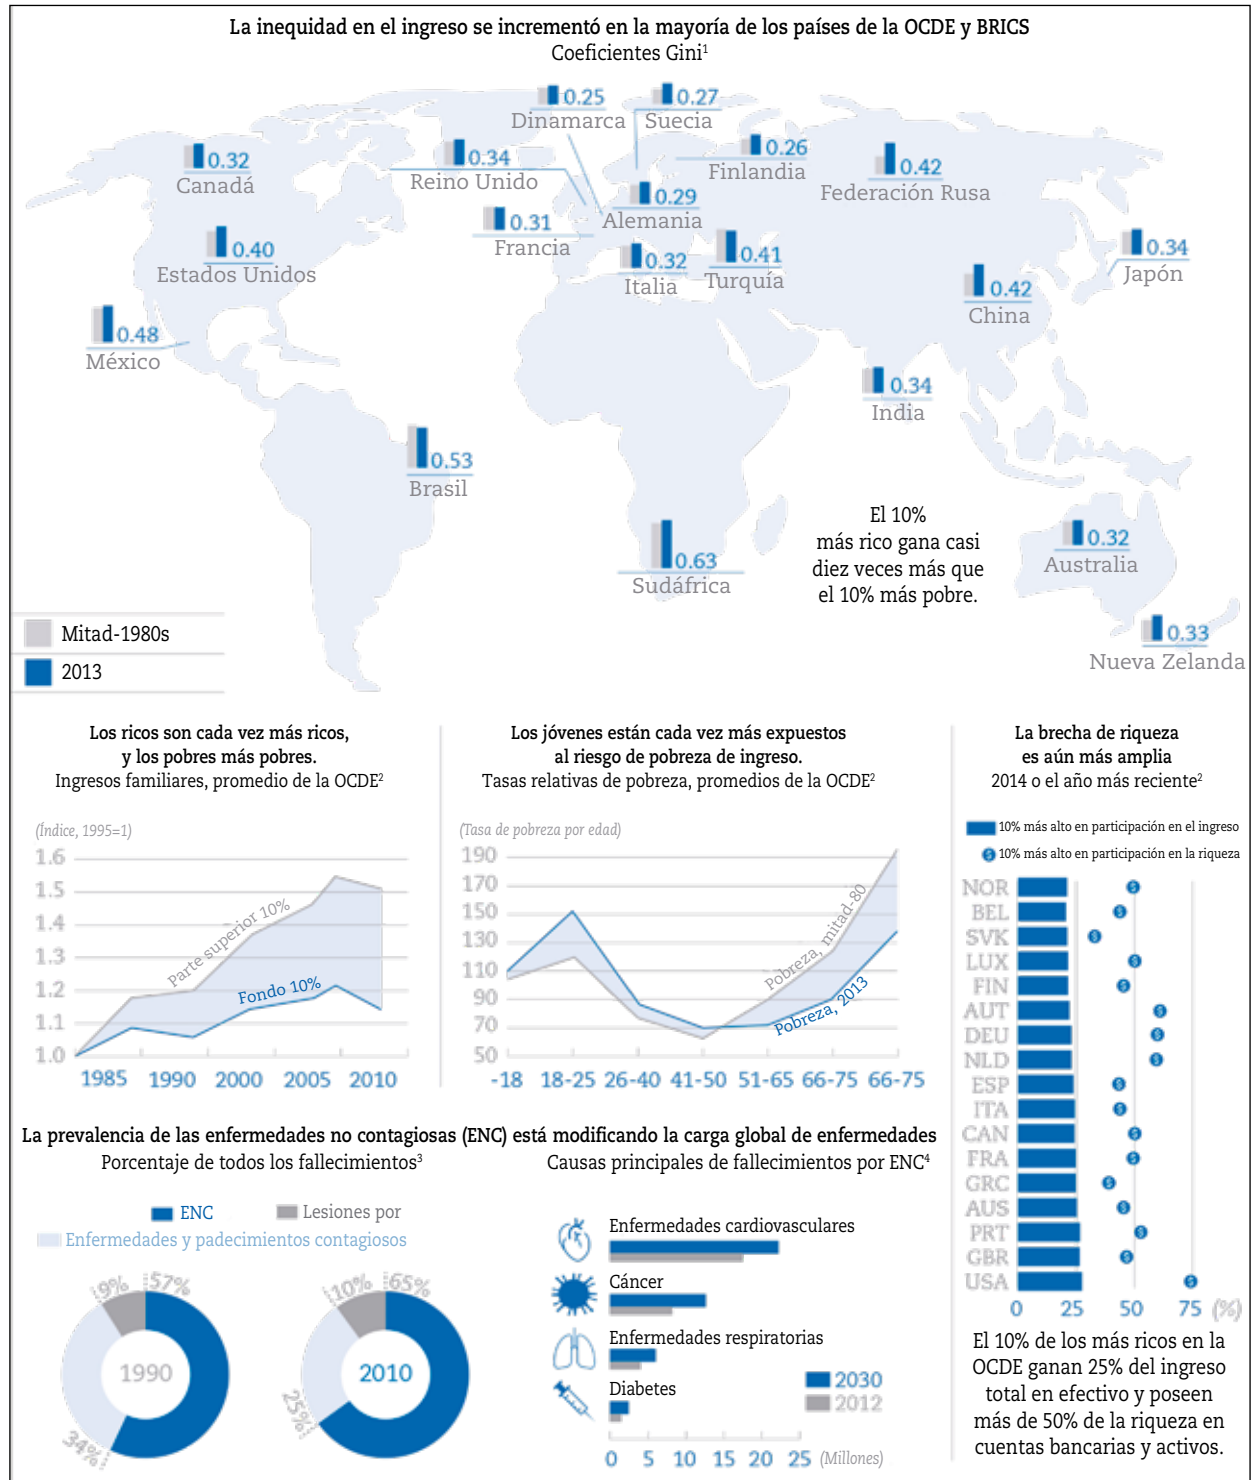 La inequidad en el ingreso se incrementó en la mayoría de los países de la OCDE y BRICS
Coeficientes Gini¹
0.25
Dinamarca
0.27
Suecia
0.32
Canadá
0.34
Reino Unido
0.26
Finlandia
0.42
Federación Rusa
0.29
Alemania
0.31
Francia
0.40
Estados Unidos
0.32
Italia
0.41
Turquía
0.34
Japón
0.42
China
0.48
México
0.34
India
0.53
Brasil
0.63
Sudáfrica
El 10%
más rico gana casi
diez veces más que
el 10% más pobre.
0.32
Australia
0.33
Nueva Zelanda
Mitad-1980s
2013
Los ricos son cada vez más ricos,
y los pobres más pobres.
Ingresos familiares, promedio de la OCDE²
(Índice, 1995=1)
1.6
1.5
1.4
1.3
1.2
1.1
1.0
Parte superior 10%
Fondo 10%
1985 1990 2000 2005 2010
Los jóvenes están cada vez más expuestos
al riesgo de pobreza de ingreso.
Tasas relativas de pobreza, promedios de la OCDE²
(Tasa de pobreza por edad)
190
170
150
130
110
90
70
50
Pobreza, mitad-80
Pobreza, 2013
-18 18-25 26-40 41-50 51-65 66-75 66-75
La brecha de riqueza
es aún más amplia
2014 o el año más reciente²
10% más alto en participación en el ingreso
$ 10% más alto en participación en la riqueza
NOR
BEL
SVK
LUX
FIN
AUT
DEU
NLD
ESP
ITA
CAN
FRA
GRC
AUS
PRT
GBR
USA
0 25 50 75 (%)
El 10% de los más ricos en la
OCDE ganan 25% del ingreso
total en efectivo y poseen
más de 50% de la riqueza en
cuentas bancarias y activos.
La prevalencia de las enfermedades no contagiosas (ENC) está modificando la carga global de enfermedades
Porcentaje de todos los fallecimientos³
ENC
Lesiones por
Enfermedades y padecimientos contagiosos
9% 57%
1990
34%
10% 65%
2010
25%
Causas principales de fallecimientos por ENC⁴
Enfermedades cardiovasculares
Cáncer
Enfermedades respiratorias
Diabetes
2030
2012
0 5 10 15 20 25 (Millones)